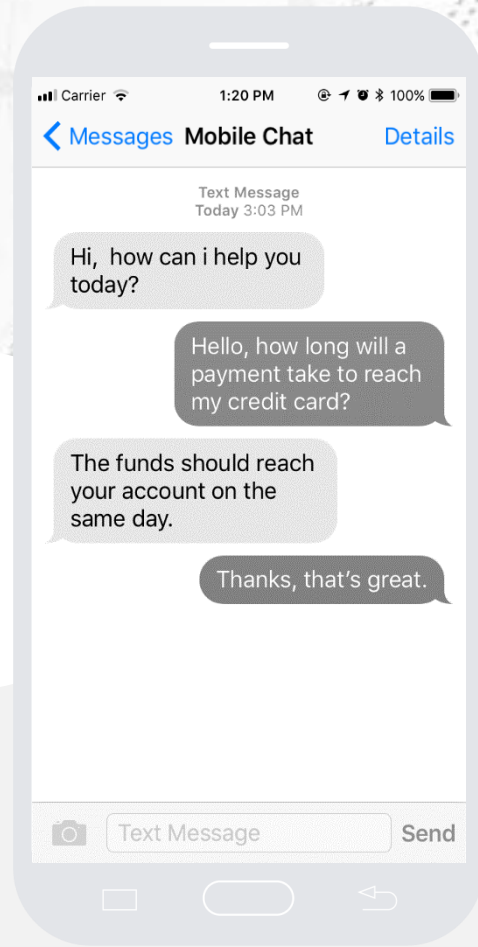 Carrier 1:20 PM 100%
Messages Mobile Chat Details
Text Message
Today 3:03 PM
Hi, how can i help you
today?
Hello, how long will a
payment take to reach
my credit card?
The funds should reach
your account on the
same day.
Thanks, that’s great.
Text Message Send